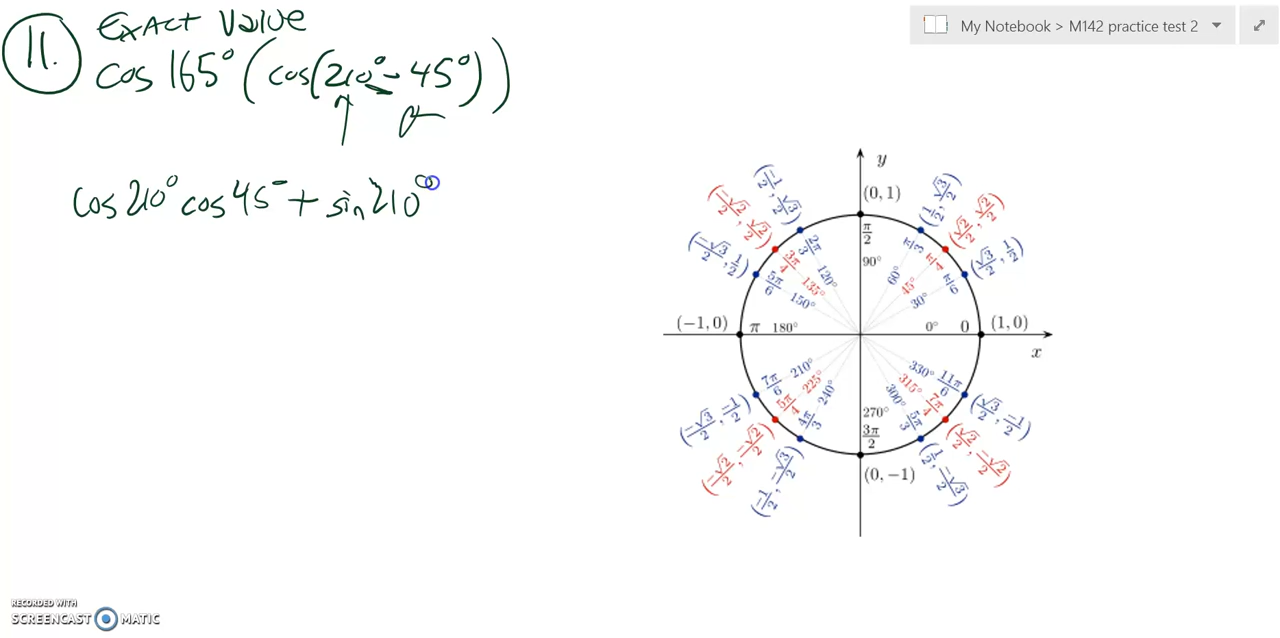 11. EXACT Value
cos 165° (cos(210° - 45°))
cos 210° cos 45° + sin 210°
My Notebook > M142 practice test 2
y
(0, 1)
(-1/2, √3/2)
(1/2, √3/2)
(-√2/2, √2/2)
(√2/2, √2/2)
(-√3/2, 1/2)
(√3/2, 1/2)
π/2
90°
2π/3 120°
π/3 60°
3π/4 135°
π/4 45°
5π/6 150°
π/6 30°
(-1, 0) π 180° 0° 0 (1, 0)
x
7π/6 210°
330° 11π/6
5π/4 225°
315° 7π/4
4π/3 240°
300° 5π/3
270°
3π/2
(-√3/2, -1/2)
(√3/2, -1/2)
(-√2/2, -√2/2)
(√2/2, -√2/2)
(-1/2, -√3/2)
(1/2, -√3/2)
(0, -1)
RECORDED WITH
SCREENCAST MATIC